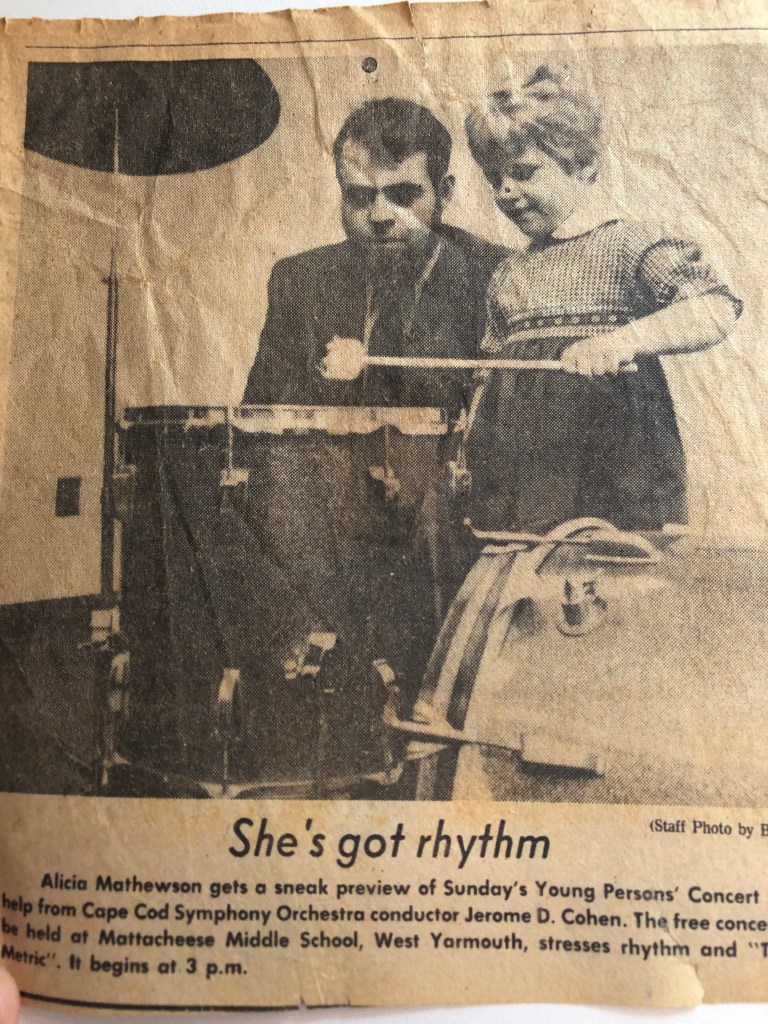 (Staff Photo by B
She's got rhythm
Alicia Mathewson gets a sneak preview of Sunday's Young Persons' Concert
help from Cape Cod Symphony Orchestra conductor Jerome D. Cohen. The free conce
be held at Mattacheese Middle School, West Yarmouth, stresses rhythm and "T
Metric". It begins at 3 p.m.